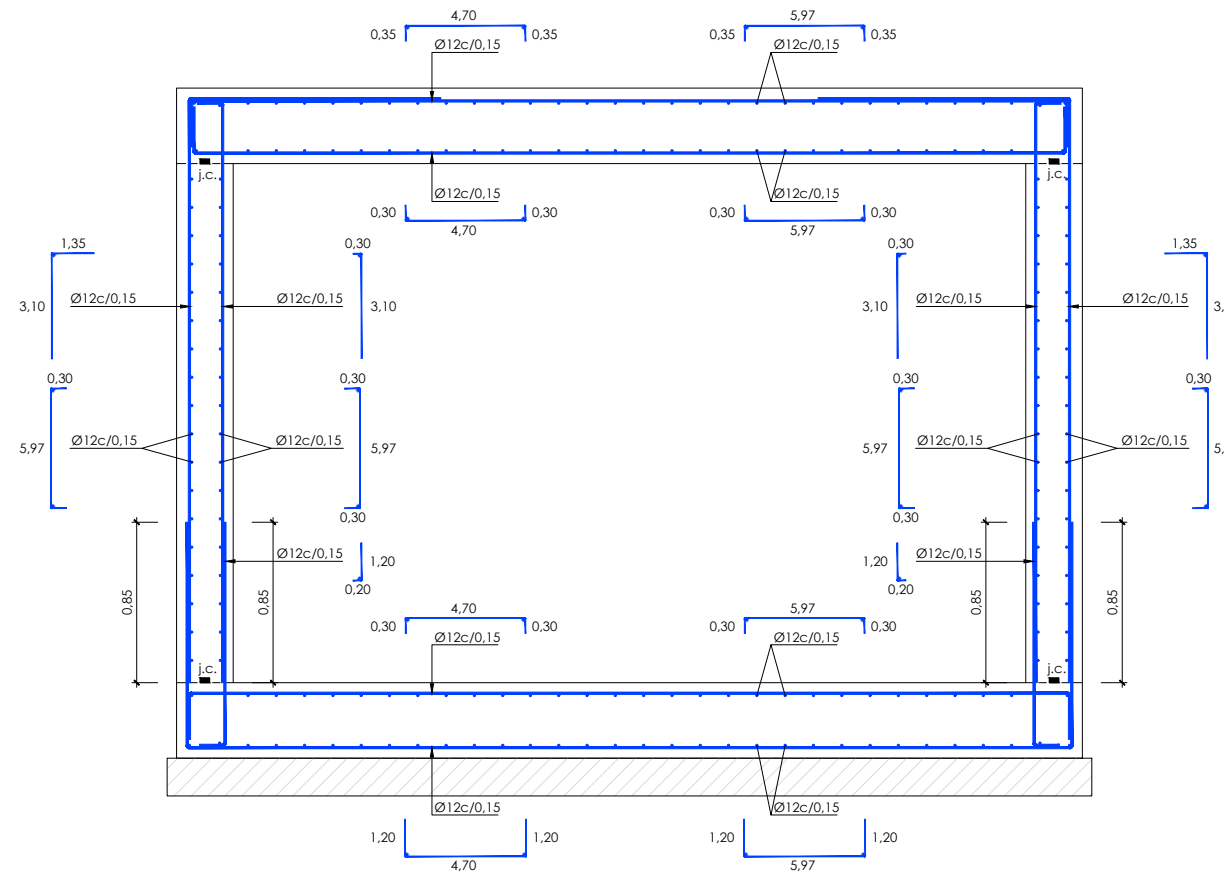 4,70 5,97
0,35 0,35 0,35 0,35
Ø12c/0,15 Ø12c/0,15
j.c. j.c.
Ø12c/0,15 Ø12c/0,15
0,30 0,30 0,30 0,30
4,70 5,97
1,35 0,30 0,30 1,35
Ø12c/0,15 Ø12c/0,15 Ø12c/0,15 Ø12c/0,15
3,10 3,10 3,10 3,
0,30 0,30 0,30 0,30
Ø12c/0,15 Ø12c/0,15 Ø12c/0,15 Ø12c/0,15
5,97 5,97 5,97 5,
0,30 0,30
Ø12c/0,15 Ø12c/0,15
1,20 1,20
0,20 0,20
0,85 0,85 0,85 0,85
4,70 5,97
0,30 0,30 0,30 0,30
Ø12c/0,15 Ø12c/0,15
j.c. j.c.
Ø12c/0,15 Ø12c/0,15
1,20 1,20 1,20 1,20
4,70 5,97